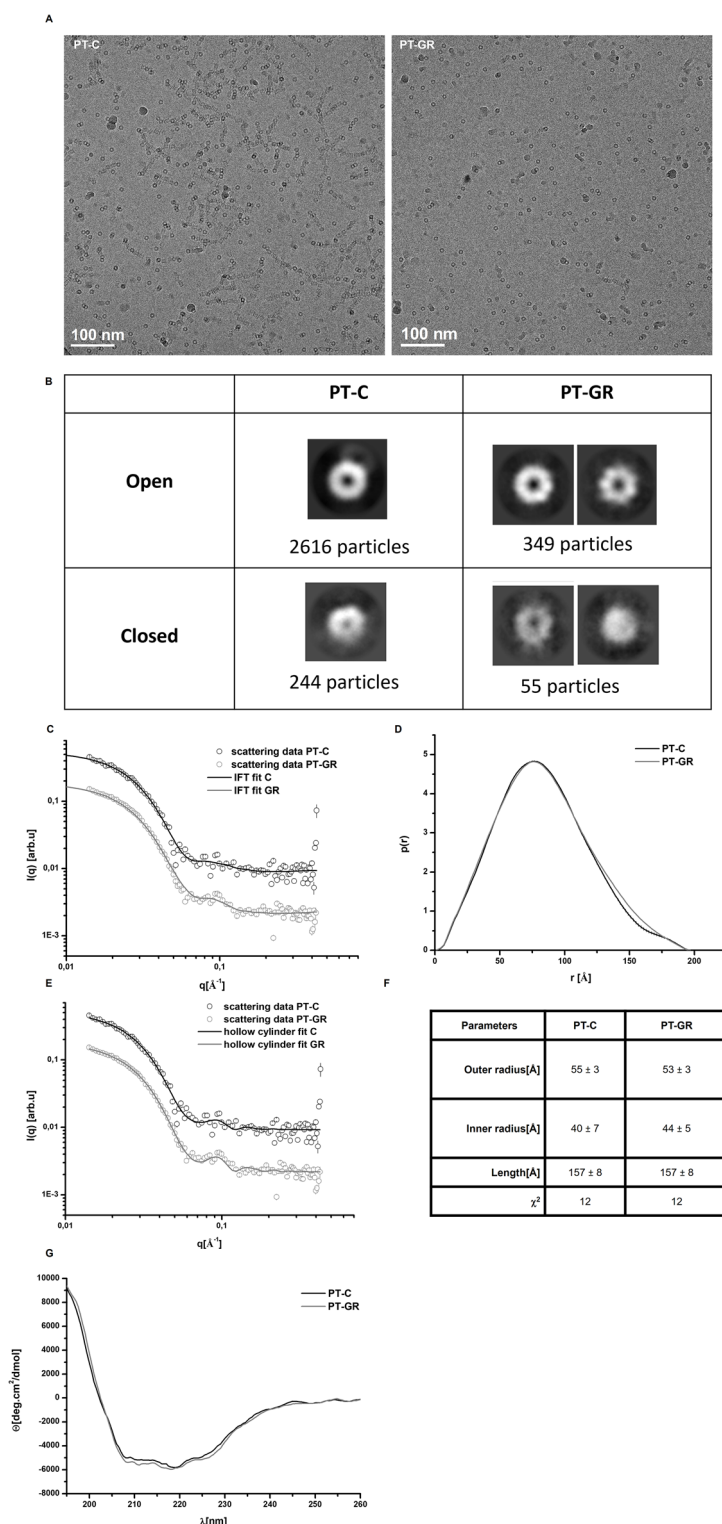 A
PT-C
PT-GR
100 nm
100 nm
B
PT-C PT-GR
Open
2616 particles 349 particles
Closed
244 particles 55 particles
C
I(q) [arb.u]
0,1
0,01
1E-3
scattering data PT-C
scattering data PT-GR
IFT fit C
IFT fit GR
0,01 0,1
q[Å⁻¹]
D
p(r)
5
4
3
2
1
0
PT-C
PT-GR
0 50 100 150 200
r [Å]
E
I(q) [arb.u]
0,1
0,01
1E-3
scattering data PT-C
scattering data PT-GR
hollow cylinder fit C
hollow cylinder fit GR
0,01 0,1
q[Å⁻¹]
F
Parameters PT-C PT-GR
Outer radius[Å] 55 ± 3 53 ± 3
Inner radius[Å] 40 ± 7 44 ± 5
Length[Å] 157 ± 8 157 ± 8
χ² 12 12
G
Θ[deg.cm²/dmol]
10000
8000
6000
4000
2000
0
-2000
-4000
-6000
-8000
PT-C
PT-GR
200 210 220 230 240 250 260
λ[nm]